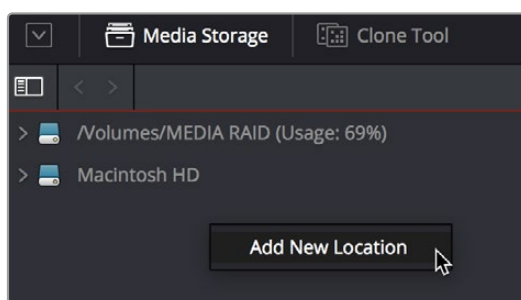 Media Storage Clone Tool
/Volumes/MEDIA RAID (Usage: 69%)
Macintosh HD
Add New Location